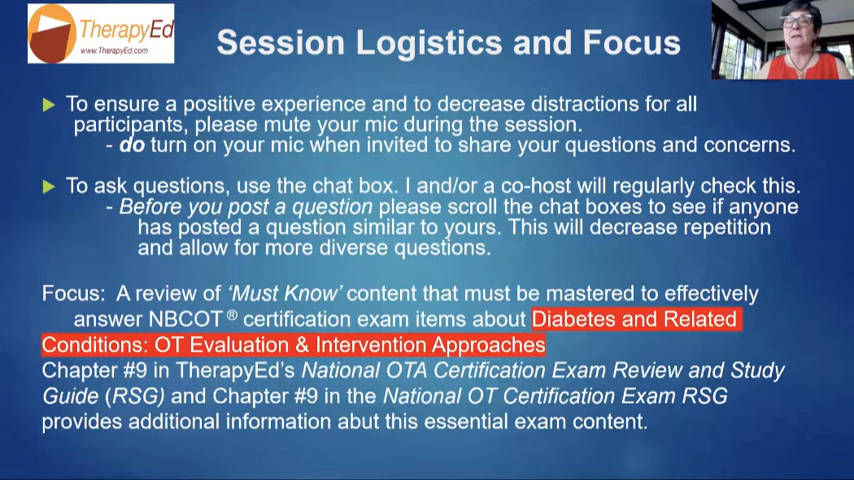 TherapyEd
www.TherapyEd.com
Session Logistics and Focus
To ensure a positive experience and to decrease distractions for all
participants, please mute your mic during the session.
- do turn on your mic when invited to share your questions and concerns.
To ask questions, use the chat box. I and/or a co-host will regularly check this.
- Before you post a question please scroll the chat boxes to see if anyone
has posted a question similar to yours. This will decrease repetition
and allow for more diverse questions.
Focus: A review of ‘Must Know’ content that must be mastered to effectively
answer NBCOT® certification exam items about Diabetes and Related
Conditions: OT Evaluation & Intervention Approaches
Chapter #9 in TherapyEd's National OTA Certification Exam Review and Study
Guide (RSG) and Chapter #9 in the National OT Certification Exam RSG
provides additional information abut this essential exam content.